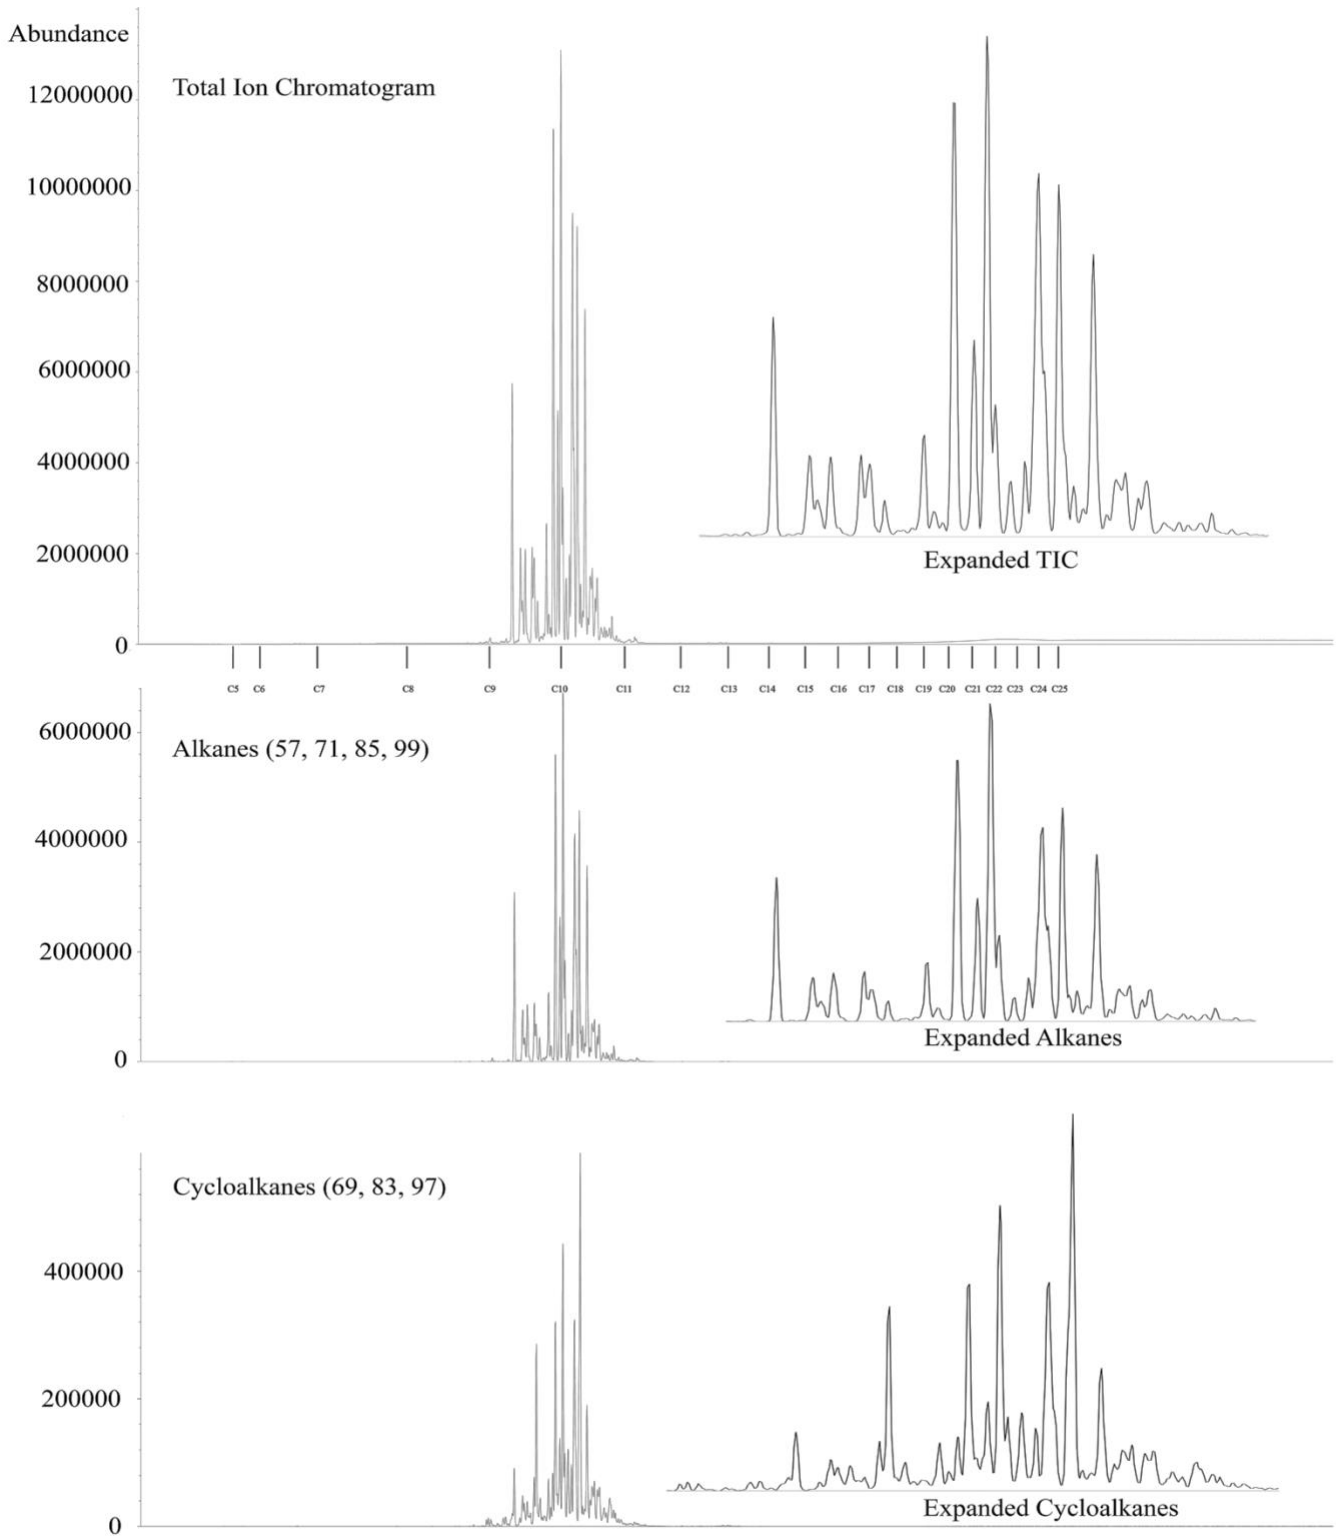 Abundance
Total Ion Chromatogram
12000000
10000000
8000000
6000000
4000000
2000000
0
Expanded TIC
C5 C6 C7 C8 C9 C10 C11 C12 C13 C14 C15 C16 C17 C18 C19 C20 C21 C22 C23 C24 C25
Alkanes (57, 71, 85, 99)
6000000
4000000
2000000
0
Expanded Alkanes
Cycloalkanes (69, 83, 97)
400000
200000
0
Expanded Cycloalkanes